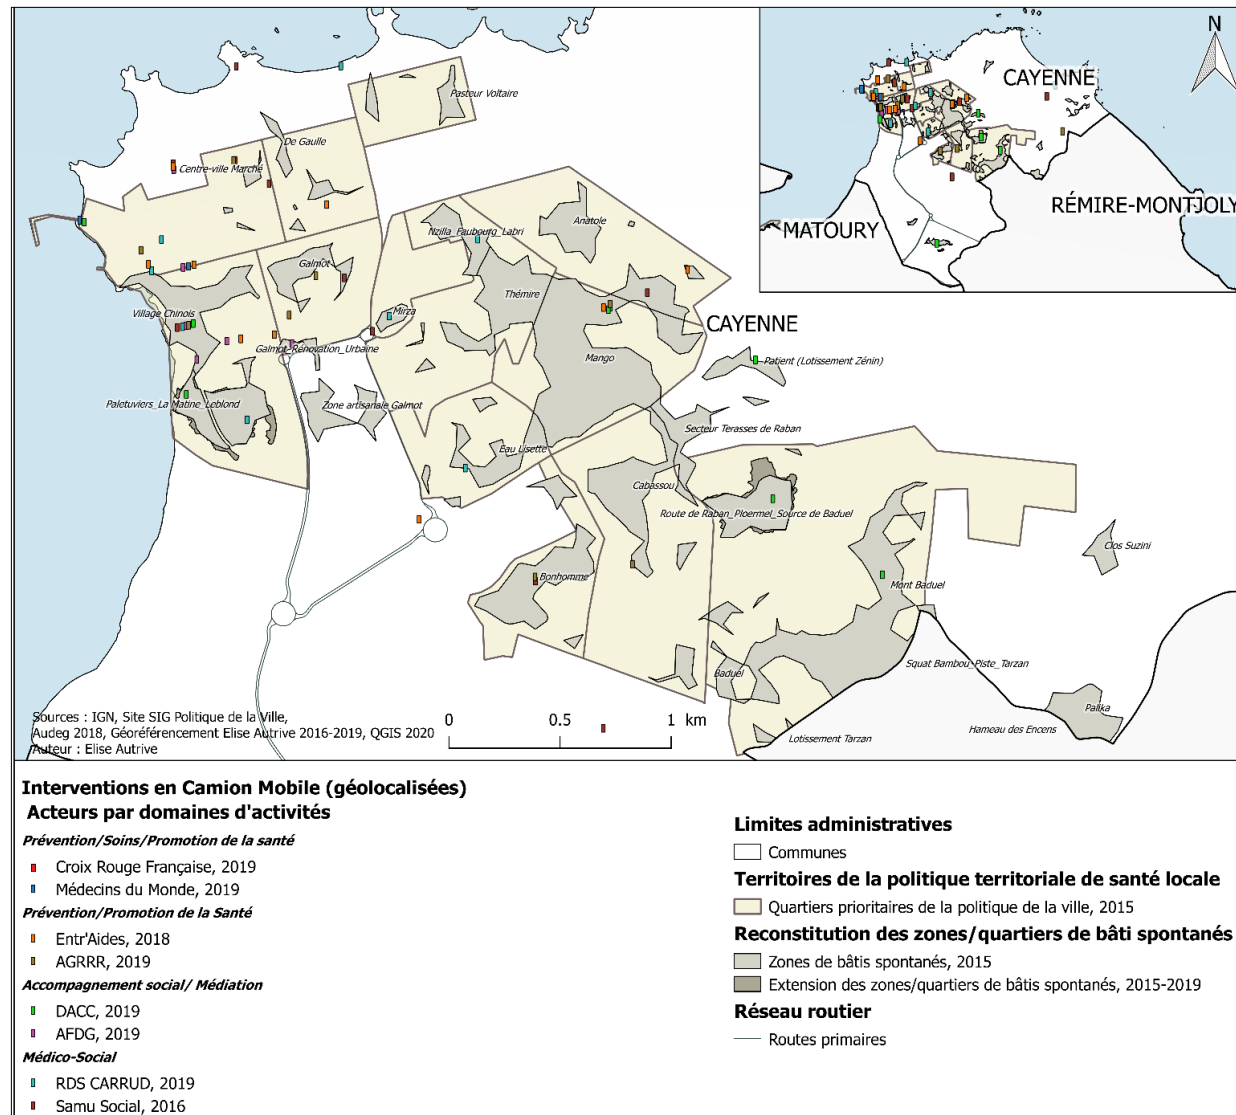 N
CAYENNE
RÉMIRE-MONTJOLY
MATOURY
Pasteur Voltaire
De Gaulle
Centre-ville Marché
Nzilla_Faubourg_Labri
Anatole
Galmot
Thémire
Village Chinois
Mirza
CAYENNE
Galmot_Rénovation_Urbaine
Mango
Patient (Lotissement Zénin)
Paletuviers_La Matine_Leblond
Zone artisanale Galmot
Secteur Terasses de Raban
Eau Lisette
Cabassou
Route de Raban_Ploermel_Source de Baduel
Clos Suzini
Bonhomme
Mont Baduel
Squat Bambou_Piste_Tarzan
Baduel
Palika
Hameau des Encens
Lotissement Tarzan
Sources : IGN, Site SIG Politique de la Ville,
Audeg 2018, Géoréférencement Elise Autrive 2016-2019, QGIS 2020
Auteur : Elise Autrive
0 0.5 1 km
Interventions en Camion Mobile (géolocalisées)
Acteurs par domaines d'activités
Prévention/Soins/Promotion de la santé
Croix Rouge Française, 2019
Médecins du Monde, 2019
Prévention/Promotion de la Santé
Entr'Aides, 2018
AGRRR, 2019
Accompagnement social/ Médiation
DACC, 2019
AFDG, 2019
Médico-Social
RDS CARRUD, 2019
Samu Social, 2016
Limites administratives
Communes
Territoires de la politique territoriale de santé locale
Quartiers prioritaires de la politique de la ville, 2015
Reconstitution des zones/quartiers de bâti spontanés
Zones de bâtis spontanés, 2015
Extension des zones/quartiers de bâtis spontanés, 2015-2019
Réseau routier
Routes primaires